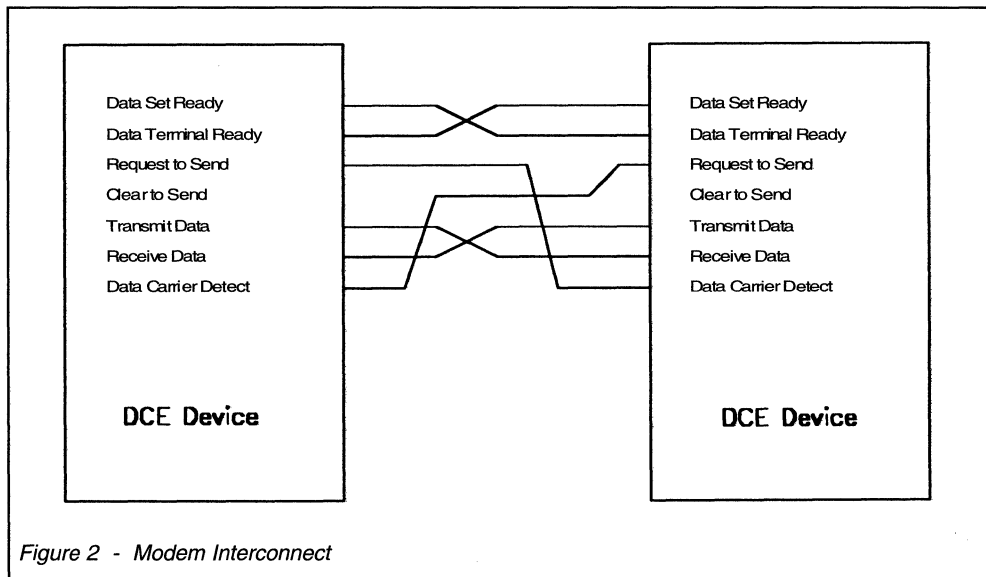 Data Set Ready
Data Terminal Ready
Request to Send
Clear to Send
Transmit Data
Receive Data
Data Carrier Detect
DCE Device
Data Set Ready
Data Terminal Ready
Request to Send
Clear to Send
Transmit Data
Receive Data
Data Carrier Detect
DCE Device
Figure 2 - Modem Interconnect